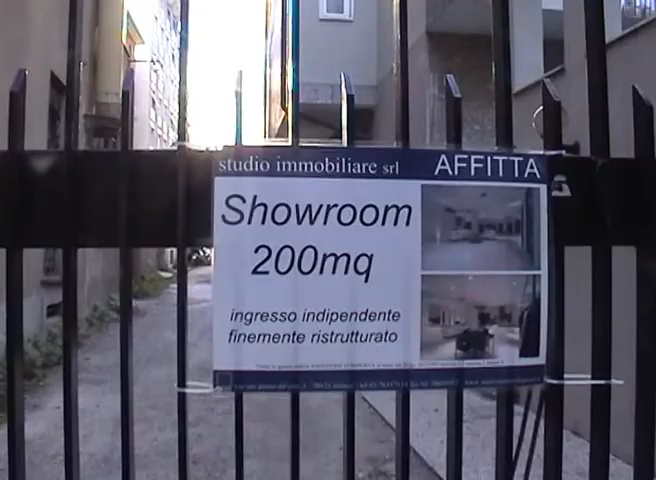 studio immobiliare srl AFFITTA
Showroom
200mq
ingresso indipendente
finemente ristrutturato